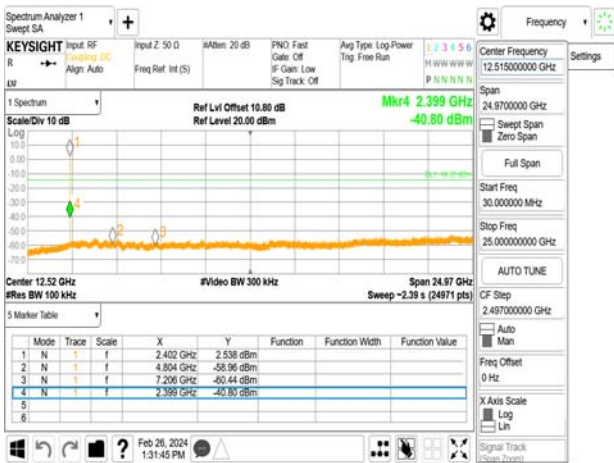 Spectrum Analyzer 1
Swept SA
+
Frequency
Settings
KEYSIGHT
R
Input: RF
Coupling: DC
Align: Auto
Input Z: 50 Ω
Freq Ref: Int (S)
#Atten: 20 dB
PNO: Fast
Gate: Off
IF Gain: Low
Sig Track: Off
Avg Type: Log-Power
Trig: Free Run
1 2 3 4 5 6
M W W W W W
P N N N N N
1 Spectrum
Scale/Div 10 dB
Ref Lvl Offset 10.80 dB
Ref Level 20.00 dBm
Mkr4 2.399 GHz
-40.80 dBm
Log
10.0
0.00
-10.0
-20.0
-30.0
-40.0
-50.0
-60.0
-70.0
1
4
2
3
Center 12.52 GHz
#Res BW 100 kHz
#Video BW 300 kHz
Span 24.97 GHz
Sweep ~2.39 s (24971 pts)
5 Marker Table
Mode Trace Scale X Y Function Function Width Function Value
1 N 1 f 2.402 GHz 2.538 dBm
2 N 1 f 4.804 GHz -58.96 dBm
3 N 1 f 7.206 GHz -60.44 dBm
4 N 1 f 2.399 GHz -40.80 dBm
5
6
Center Frequency
12.515000000 GHz
Span
24.9700000 GHz
Swept Span
Zero Span
Full Span
Start Freq
30.000000 MHz
Stop Freq
25.000000000 GHz
AUTO TUNE
CF Step
2.497000000 GHz
Auto
Man
Freq Offset
0 Hz
X Axis Scale
Log
Lin
Signal Track
(Span Zoom)
?
Feb 26, 2024
1:31:45 PM